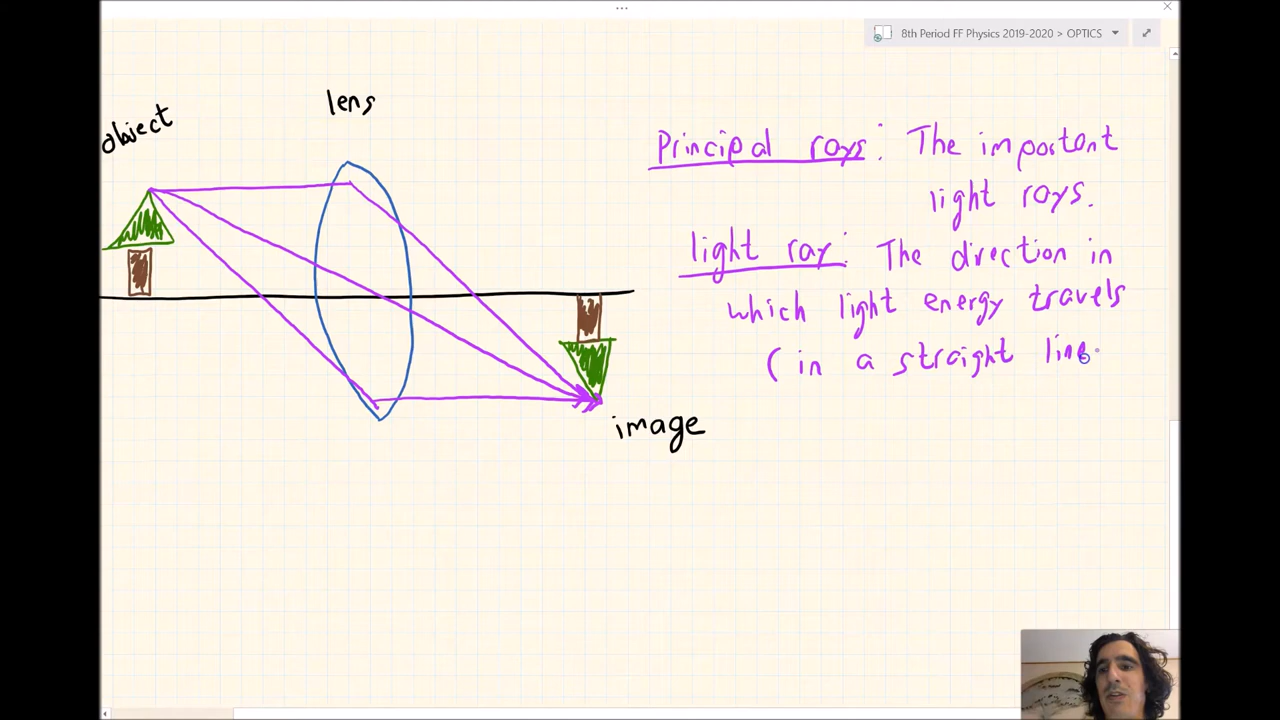 8th Period FF Physics 2019-2020 > OPTICS
object
lens
image
Principal rays: The important
light rays.
light ray: The direction in
which light energy travels
( in a straight line